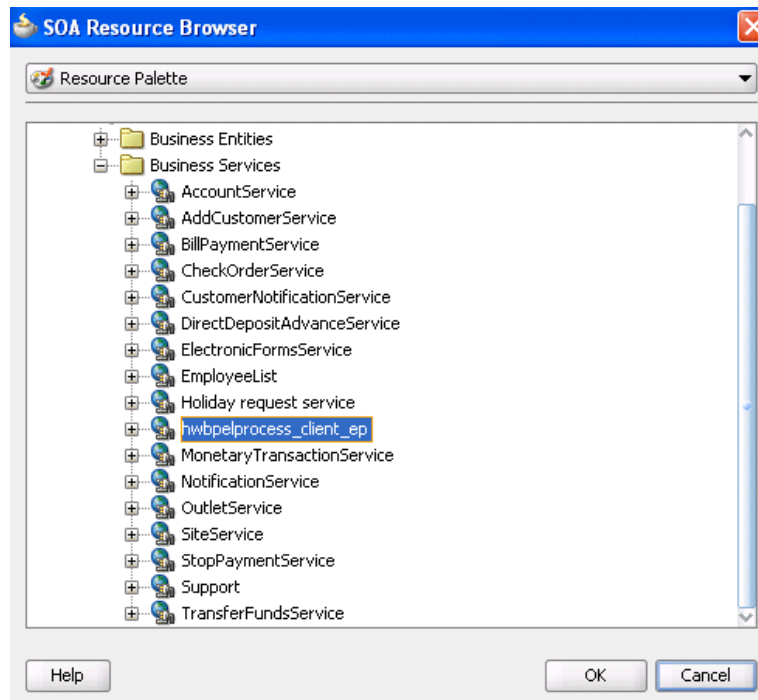 SOA Resource Browser
Resource Palette
Business Entities
Business Services
AccountService
AddCustomerService
BillPaymentService
CheckOrderService
CustomerNotificationService
DirectDepositAdvanceService
ElectronicFormsService
EmployeeList
Holiday request service
hwbpelprocess_client_ep
MonetaryTransactionService
NotificationService
OutletService
SiteService
StopPaymentService
Support
TransferFundsService
Help OK Cancel